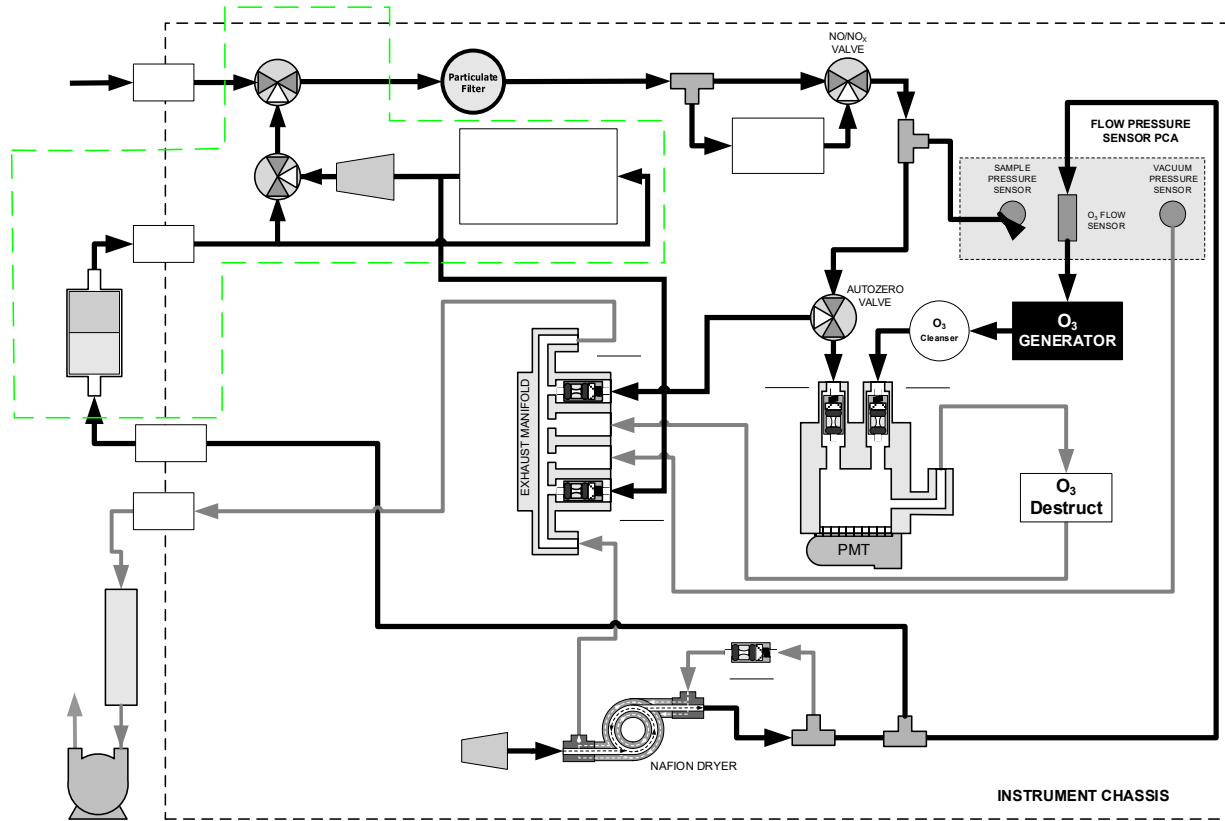 NO/NOX
VALVE
Particulate
Filter
FLOW PRESSURE
SENSOR PCA
SAMPLE
PRESSURE
SENSOR
VACUUM
PRESSURE
SENSOR
O3 FLOW
SENSOR
AUTOZERO
VALVE
O3
Cleanser
O3
GENERATOR
EXHAUST MANIFOLD
O3
Destruct
PMT
NAFION DRYER
INSTRUMENT CHASSIS